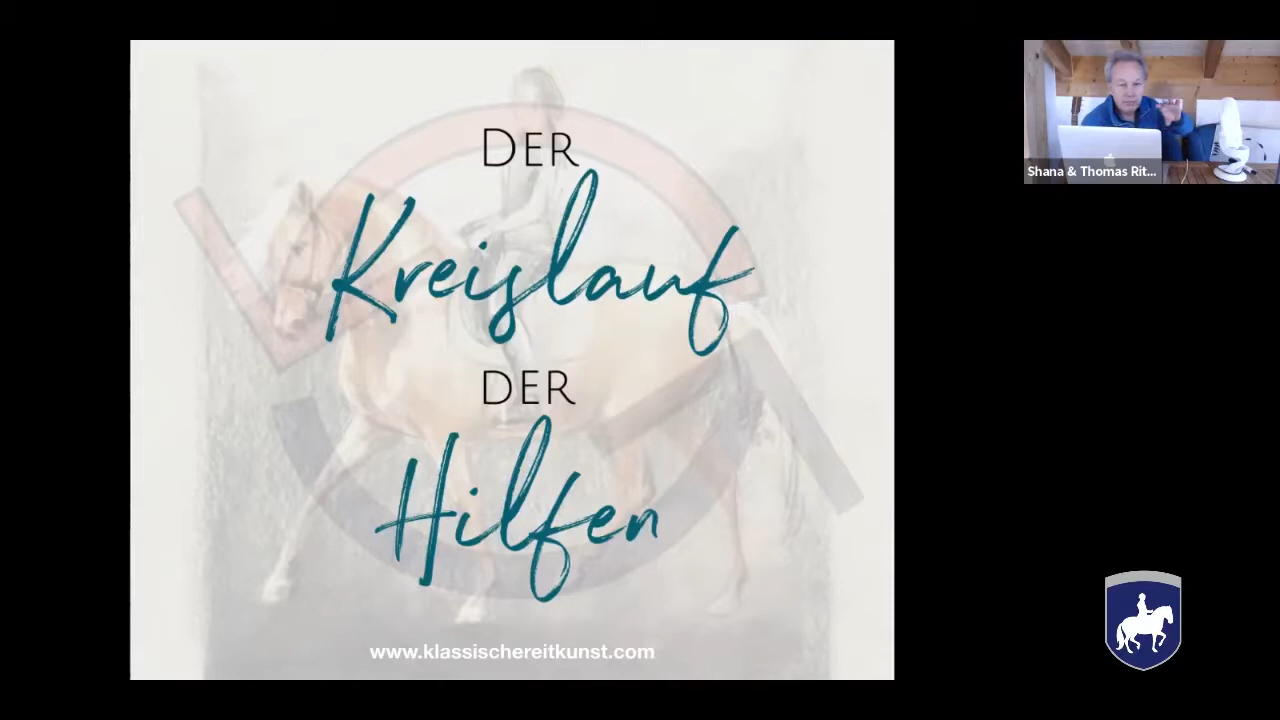 DER
Kreislauf
DER
Hilfen
www.klassischereitkunst.com
Shana & Thomas Rit...